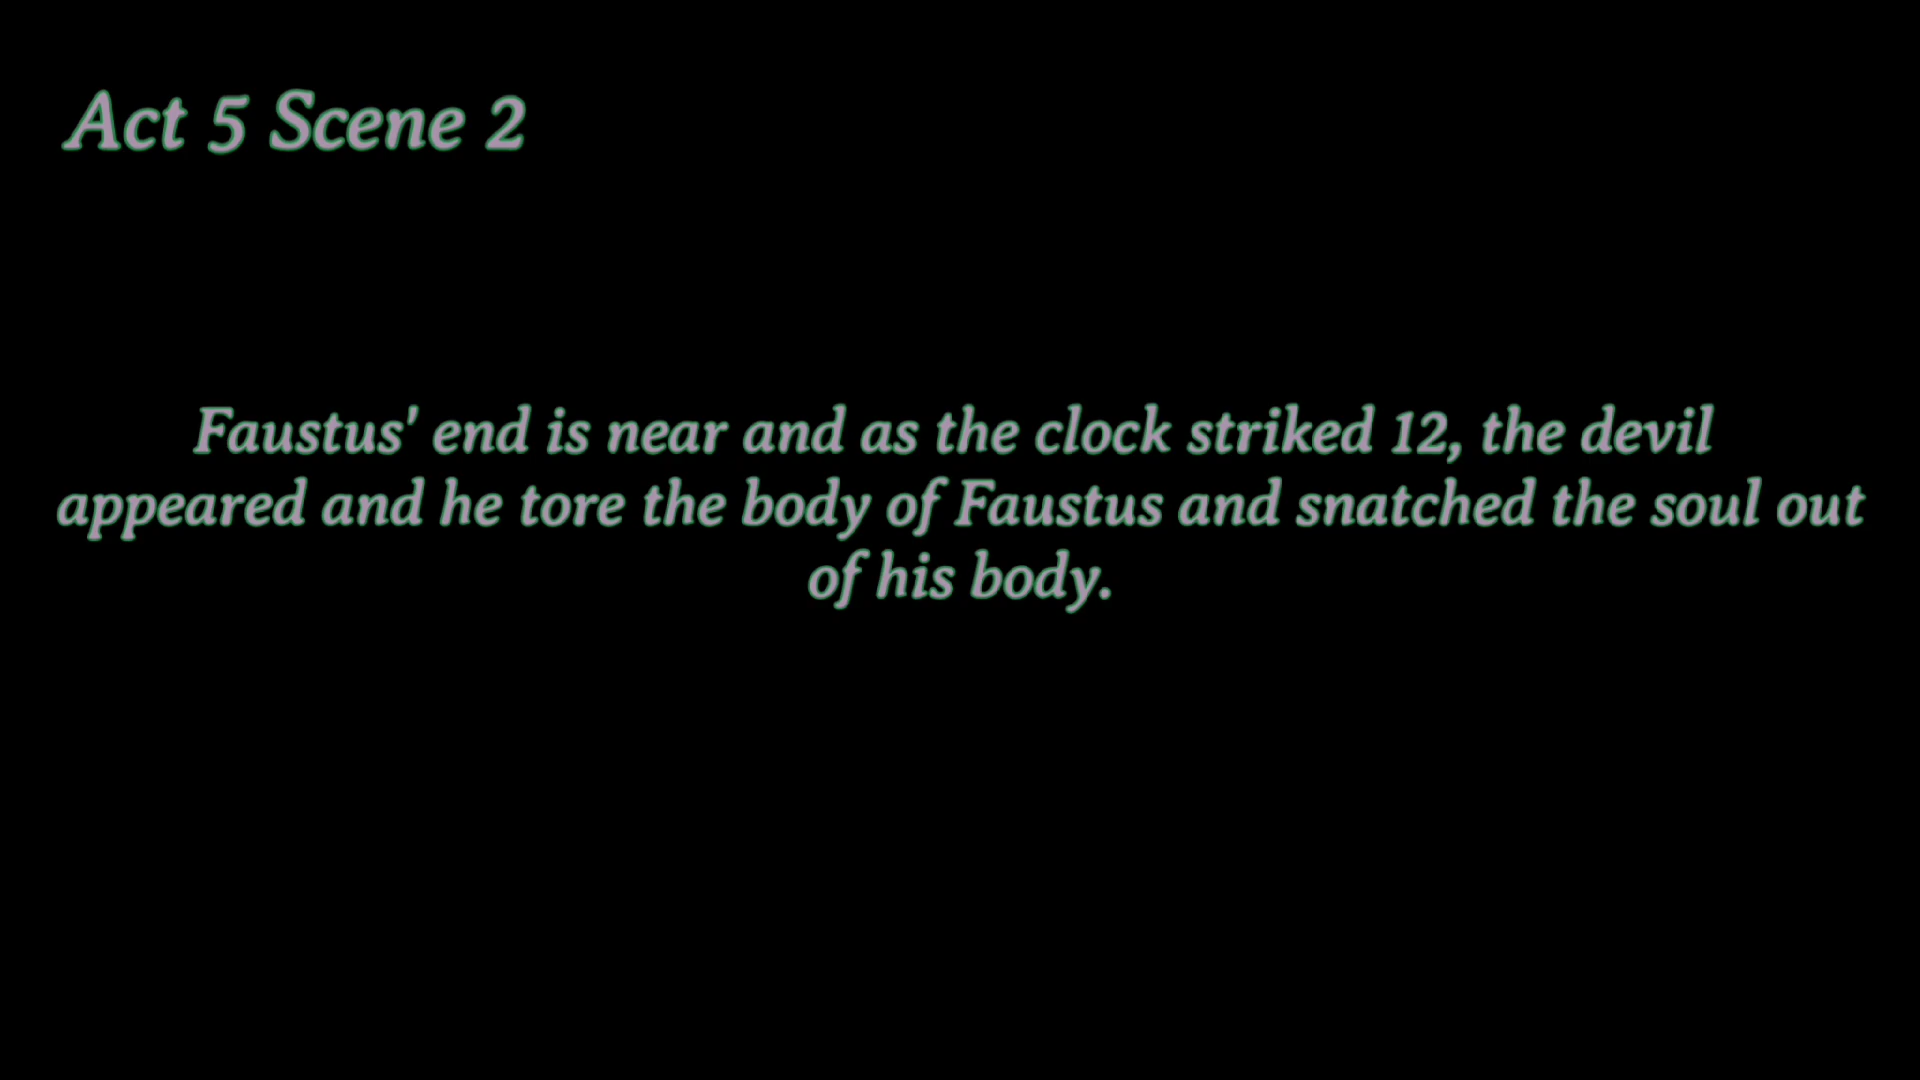 Act 5 Scene 2
Faustus' end is near and as the clock striked 12, the devil
appeared and he tore the body of Faustus and snatched the soul out
of his body.